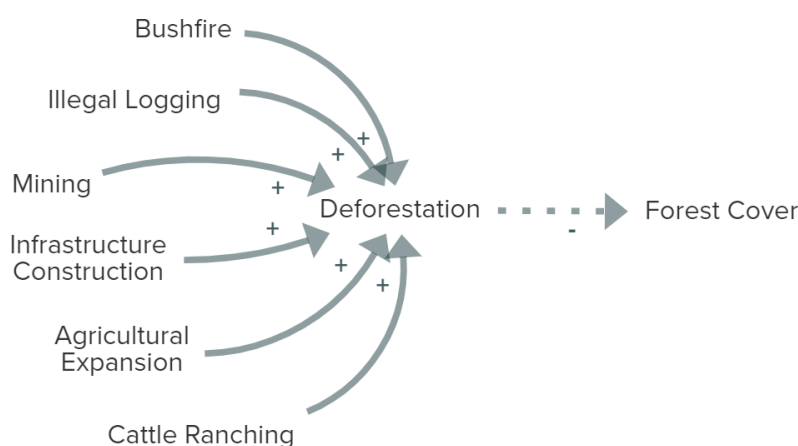 Bushfire
Illegal Logging
+
+
Mining
+
Deforestation
Forest Cover
-
+
Infrastructure
Construction
+
+
Agricultural
Expansion
Cattle Ranching